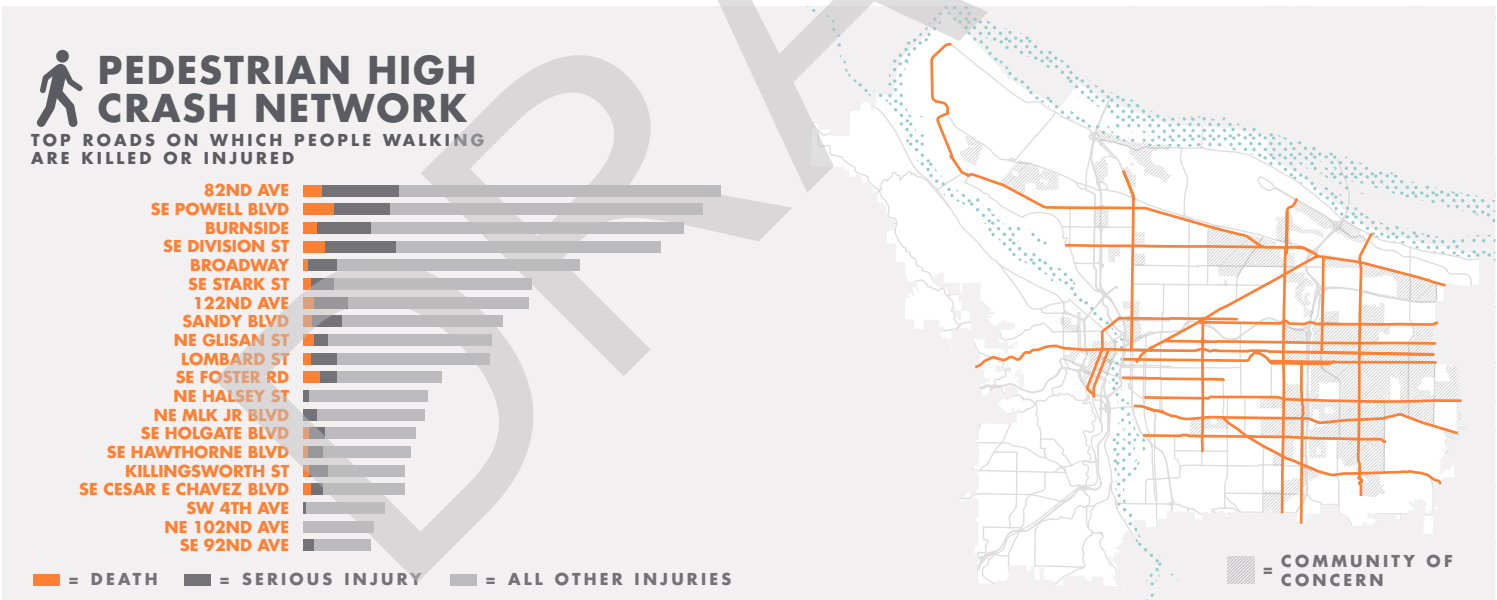 PEDESTRIAN HIGH
CRASH NETWORK
TOP ROADS ON WHICH PEOPLE WALKING
ARE KILLED OR INJURED
82ND AVE
SE POWELL BLVD
BURNSIDE
SE DIVISION ST
BROADWAY
SE STARK ST
122ND AVE
SANDY BLVD
NE GLISAN ST
LOMBARD ST
SE FOSTER RD
NE HALSEY ST
NE MLK JR BLVD
SE HOLGATE BLVD
SE HAWTHORNE BLVD
KILLINGSWORTH ST
SE CESAR E CHAVEZ BLVD
SW 4TH AVE
NE 102ND AVE
SE 92ND AVE
= DEATH = SERIOUS INJURY = ALL OTHER INJURIES
= COMMUNITY OF
CONCERN
DRA